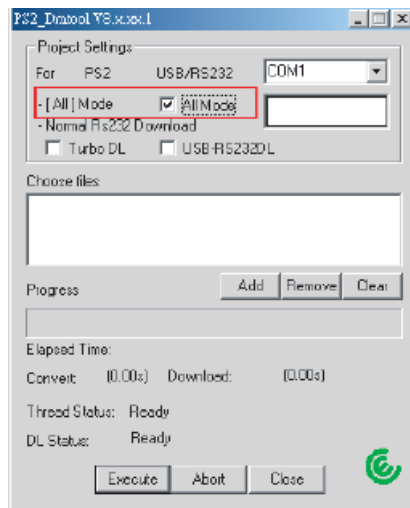 PS2_Dmtool V8.x.xx.1
Project Settings
For PS2 USB/RS232 COM1
- [ All ] Mode All Mode
- Normal Rs232 Download
Turbo DL USB-RS232DL
Choose files
Add Remove Clear
Progress
Elapsed Time:
Convert: (0.00s) Download: (0.00s)
Thread Status: Ready
DL Status: Ready
Execute Abort Close